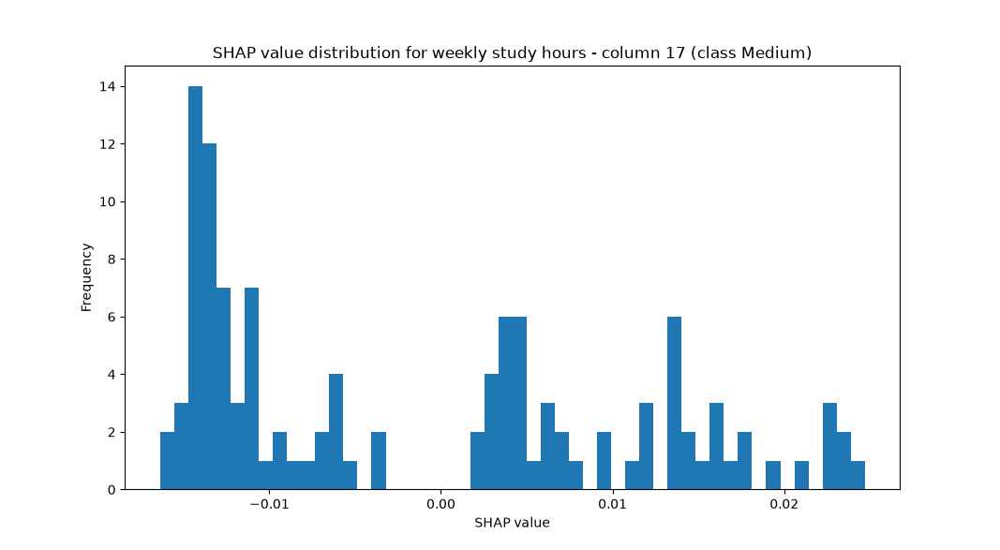 SHAP value distribution for weekly study hours - column 17 (class Medium)
14
12
10
8
6
4
2
0
Frequency
−0.01 0.00 0.01 0.02
SHAP value